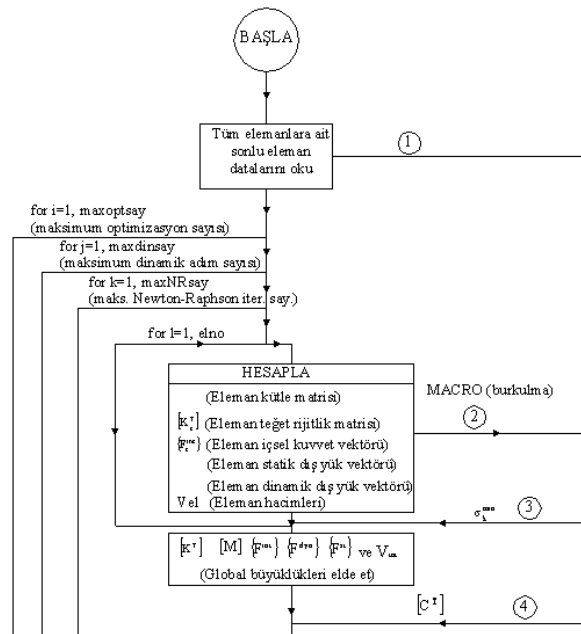 BAŞLA
Tüm elemanlara ait
sonlu eleman
datalarını oku
1
for i=1, maxoptsay
(maksimum optimizasyon sayısı)
for j=1, maxdinsay
(maksimum dinamik adım sayısı)
for k=1, maxNRsay
(maks. Newton-Raphson iter. say.)
for l=1, elno
HESAPLA
(Eleman kütle matrisi)
(Eleman teğet rijitlik matrisi)
(Eleman içsel kuvvet vektörü)
(Eleman statik dış yük vektörü)
(Eleman dinamik dış yük vektörü)
Vel (Eleman hacimleri)
MACRO (burkulma)
2
3
[K^T] [M] ve
(Global büyüklükleri elde et)
[C^T]
4